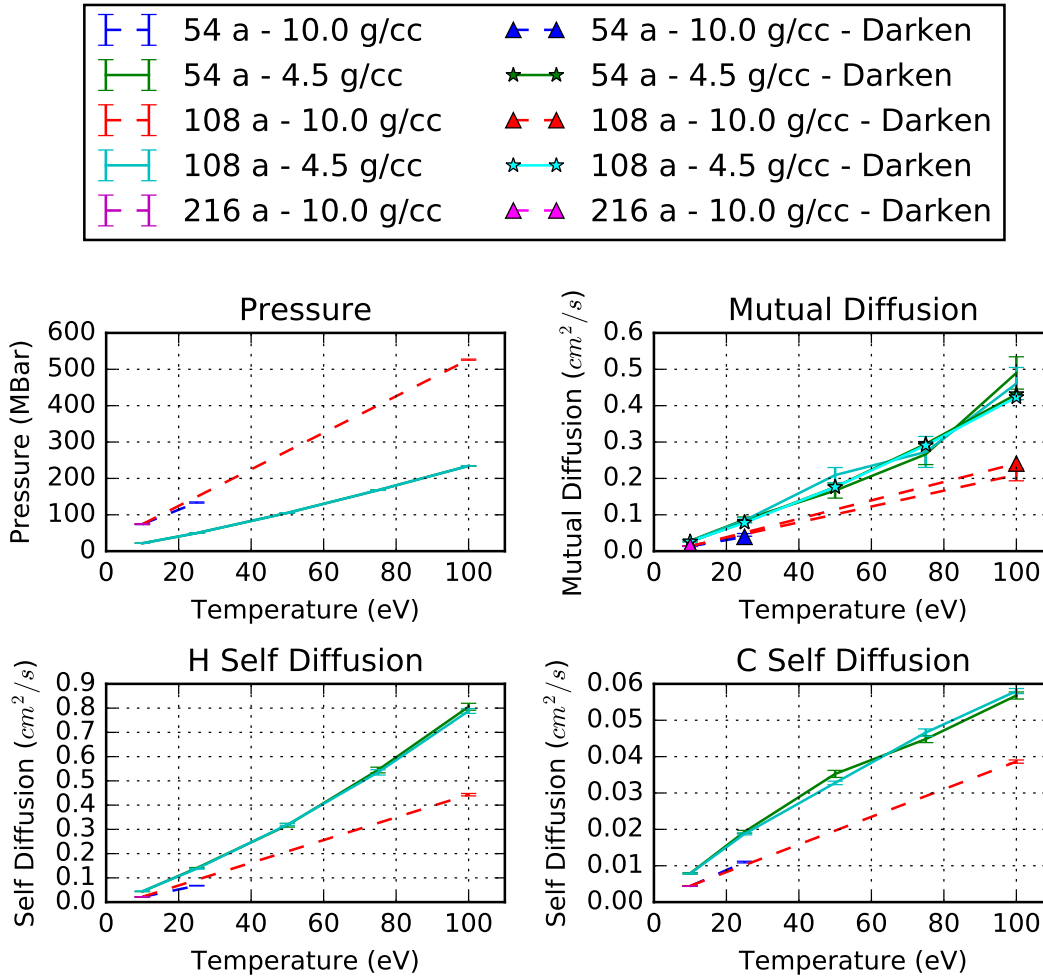 54 a - 10.0 g/cc
54 a - 4.5 g/cc
108 a - 10.0 g/cc
108 a - 4.5 g/cc
216 a - 10.0 g/cc
54 a - 10.0 g/cc - Darken
54 a - 4.5 g/cc - Darken
108 a - 10.0 g/cc - Darken
108 a - 4.5 g/cc - Darken
216 a - 10.0 g/cc - Darken
Pressure
Pressure (MBar)
600
500
400
300
200
100
0
0 20 40 60 80 100
Temperature (eV)
Mutual Diffusion
Mutual Diffusion (cm²/s)
0.6
0.5
0.4
0.3
0.2
0.1
0.0
0 20 40 60 80 100
Temperature (eV)
H Self Diffusion
Self Diffusion (cm²/s)
0.9
0.8
0.7
0.6
0.5
0.4
0.3
0.2
0.1
0.0
0 20 40 60 80 100
Temperature (eV)
C Self Diffusion
Self Diffusion (cm²/s)
0.06
0.05
0.04
0.03
0.02
0.01
0.00
0 20 40 60 80 100
Temperature (eV)